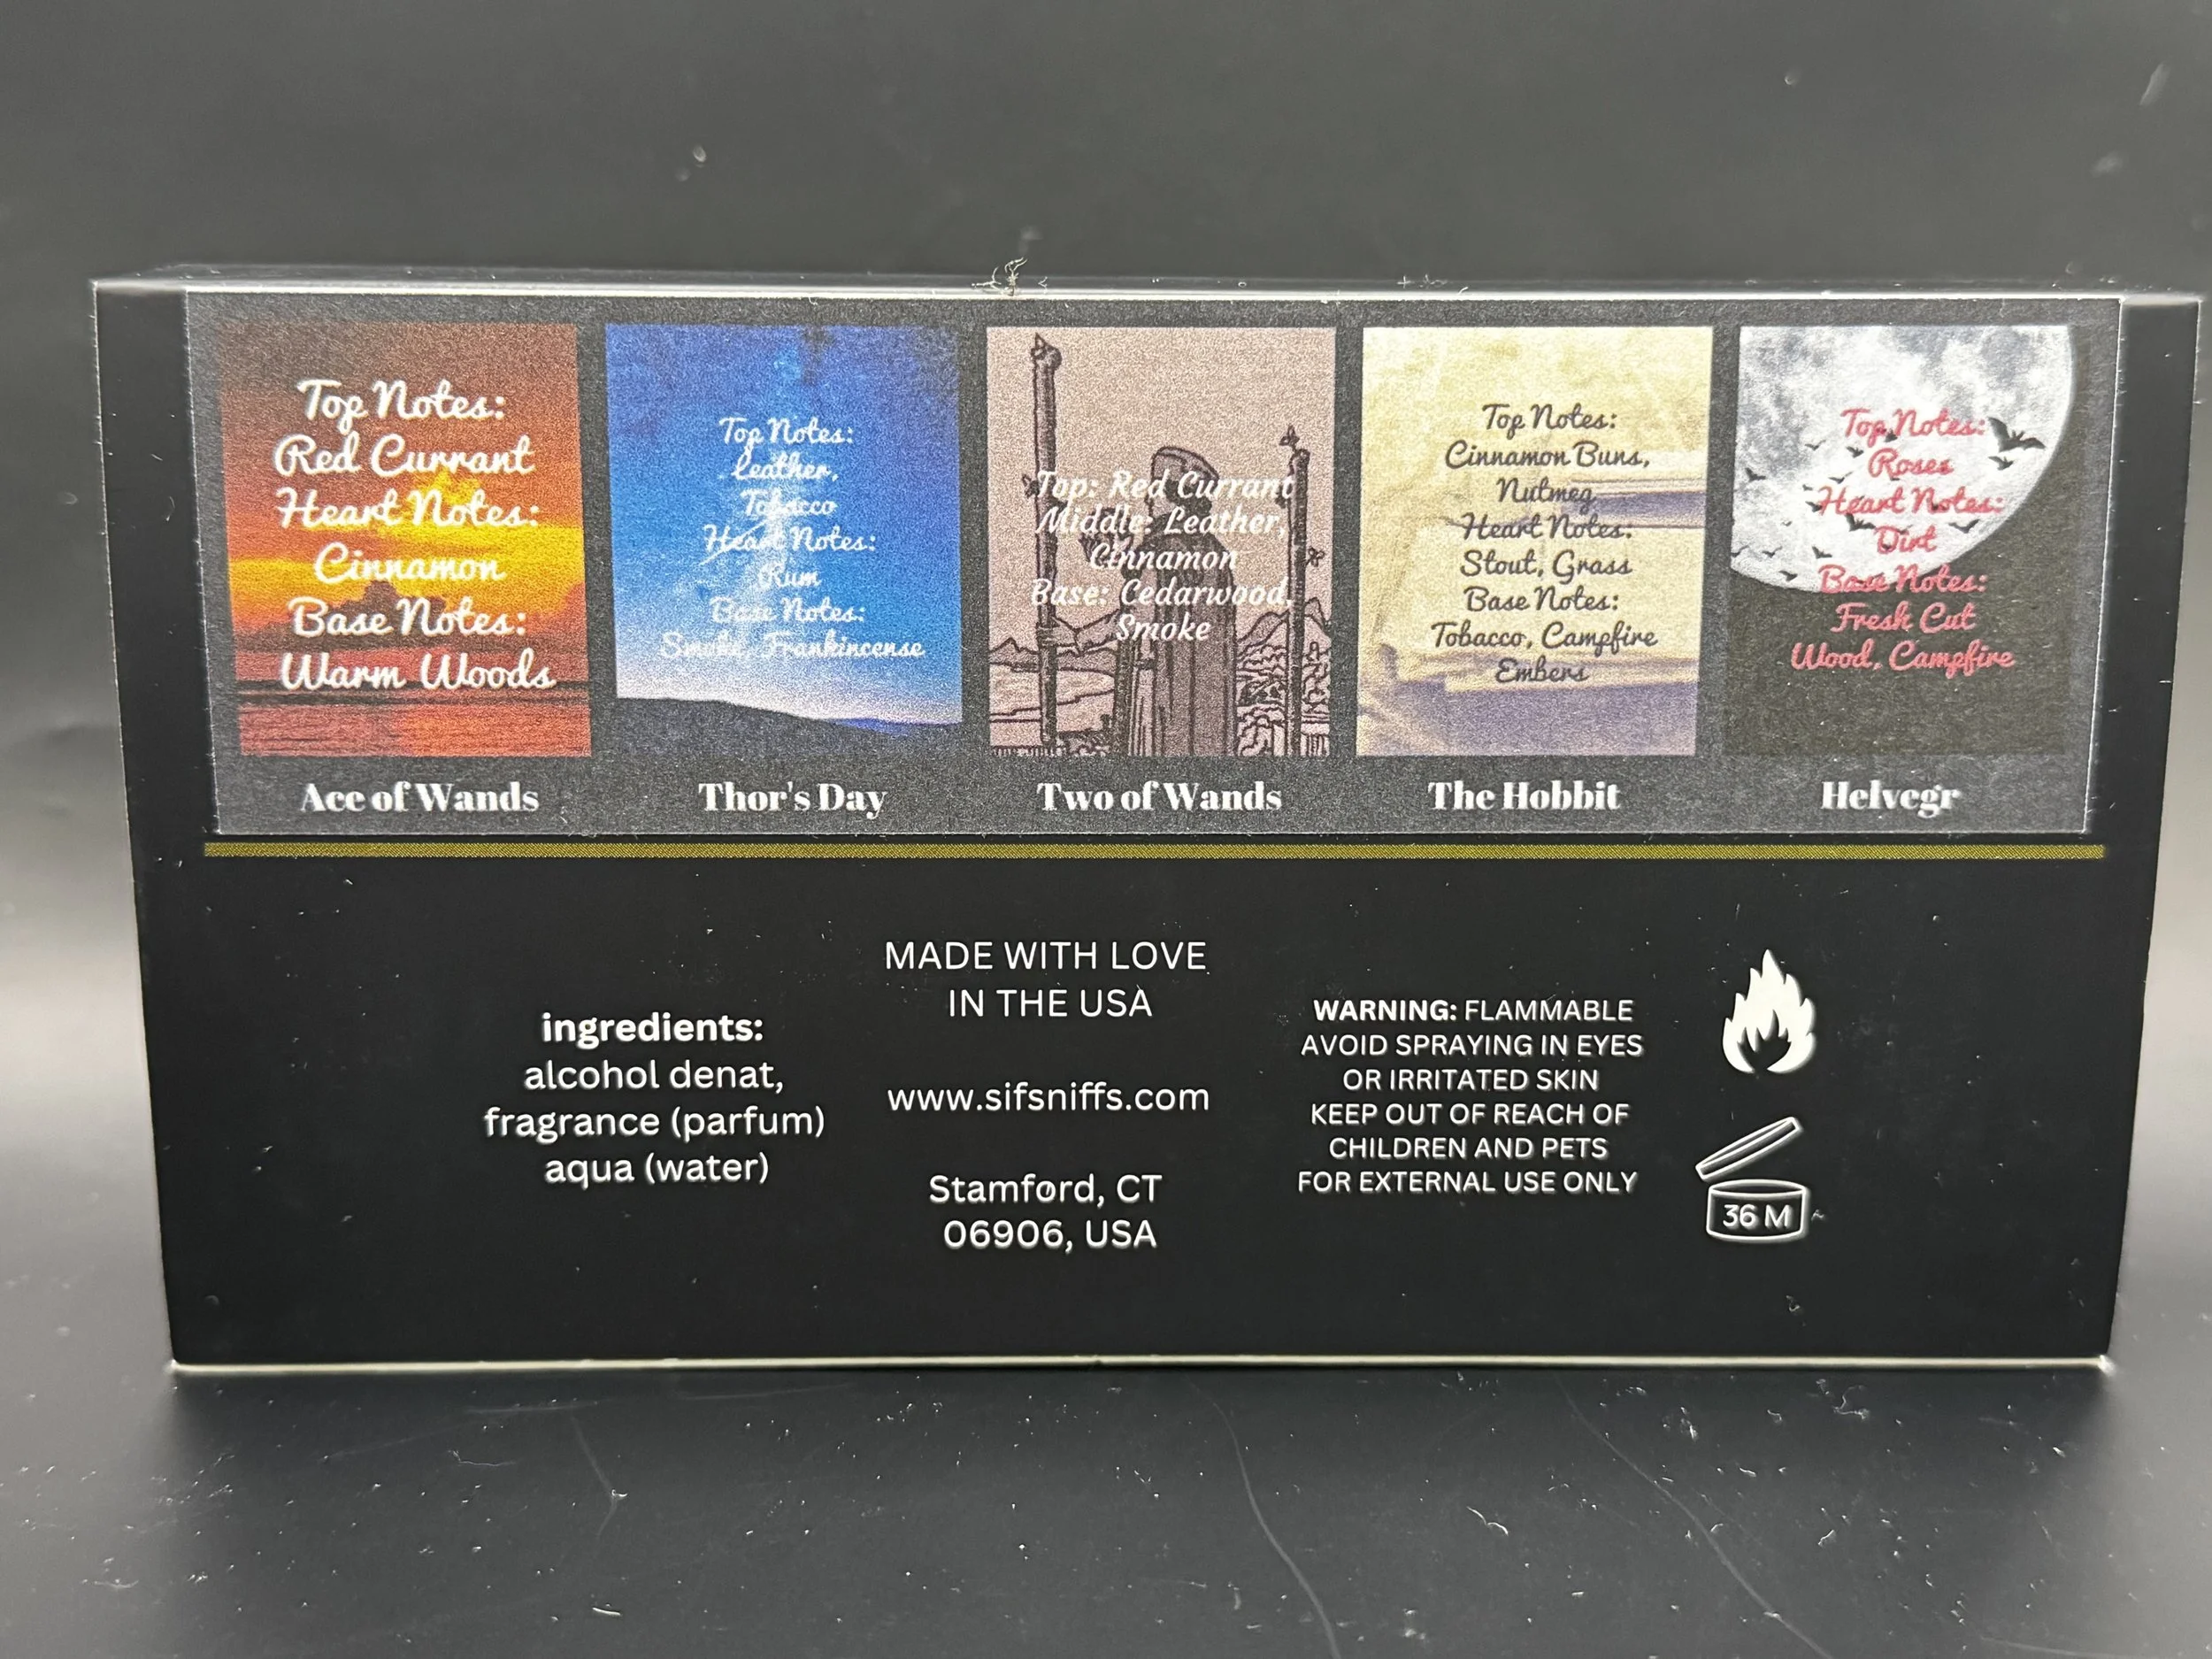 Top Notes:
Red Currant
Heart Notes:
Cinnamon
Base Notes:
Warm Woods
Ace of Wands
Top Notes:
Leather,
Tobacco
Heart Notes:
Rum
Base Notes:
Smoke, Frankincense
Thor's Day
Top: Red Currant
Middle: Leather,
Cinnamon
Base: Cedarwood,
Smoke
Two of Wands
Top Notes:
Cinnamon Buns,
Nutmeg
Heart Notes:
Stout, Grass
Base Notes:
Tobacco, Campfire
Embers
The Hobbit
Top Notes:
Roses
Heart Notes:
Dirt
Base Notes:
Fresh Cut
Wood, Campfire
Helvegr
ingredients:
alcohol denat,
fragrance (parfum)
aqua (water)
MADE WITH LOVE
IN THE USA
www.sifsniffs.com
Stamford, CT
06906, USA
WARNING: FLAMMABLE
AVOID SPRAYING IN EYES
OR IRRITATED SKIN
KEEP OUT OF REACH OF
CHILDREN AND PETS
FOR EXTERNAL USE ONLY
36 M